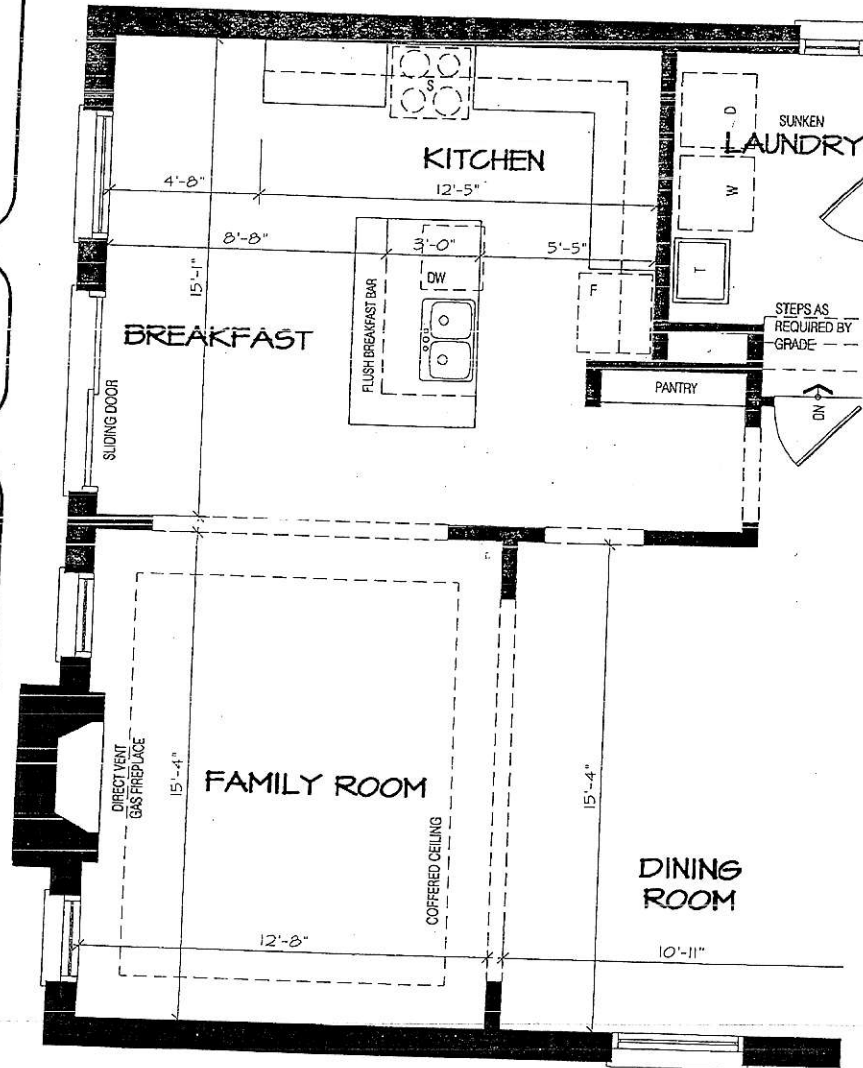 S
D
SUNKEN
LAUNDRY
KITCHEN
4'-8"
12'-5"
W
8'-8"
3'-0"
5'-5"
15'-1"
DW
F
T
FLUSH BREAKFAST BAR
BREAKFAST
STEPS AS
REQUIRED BY
GRADE
PANTRY
DN
SLIDING DOOR
DIRECT VENT
GAS FIREPLACE
15'-4"
FAMILY ROOM
15'-4"
COFFERED CEILING
DINING
ROOM
12'-8"
10'-11"